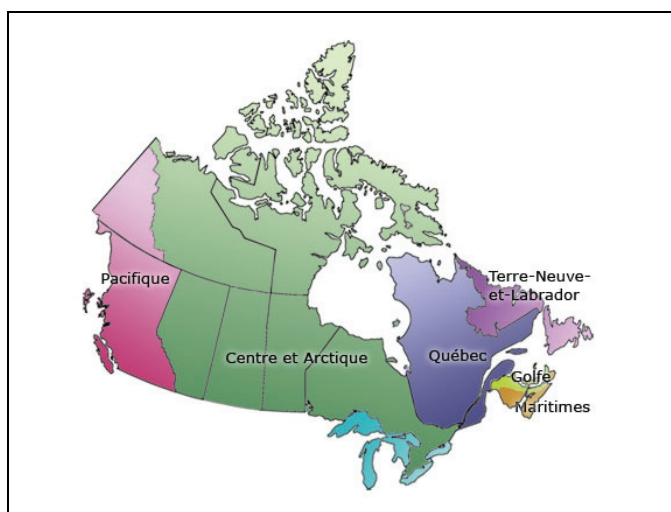 Pacifique
Terre-Neuve-
et-Labrador
Centre et Arctique
Québec
Golfe
Maritimes